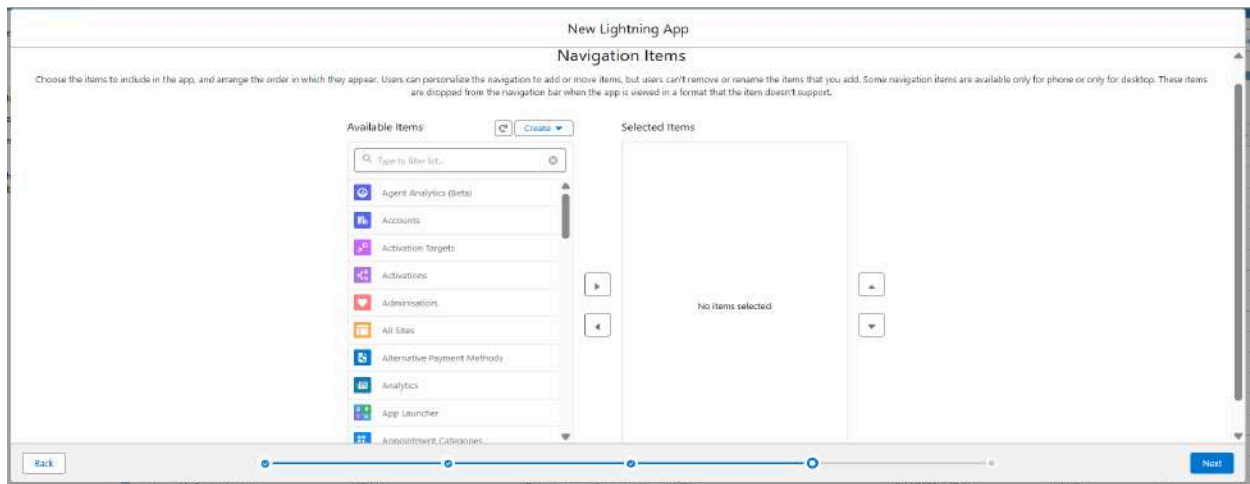 New Lightning App
Navigation Items
Choose the items to include in the app, and arrange the order in which they appear. Users can personalize the navigation to add or move items, but users can't remove or rename the items that you add. Some navigation items are available only for phone or only for desktop. These items
are dropped from the navigation bar when the app is viewed in a format that the item doesn't support.
Available Items
Create
Selected Items
Type to filter list...
Agent Analytics (Beta)
Accounts
Activation Targets
Activations
No items selected
All Sites
Alternative Payment Methods
Analytics
App Launcher
Appointment Categories
Back
Next